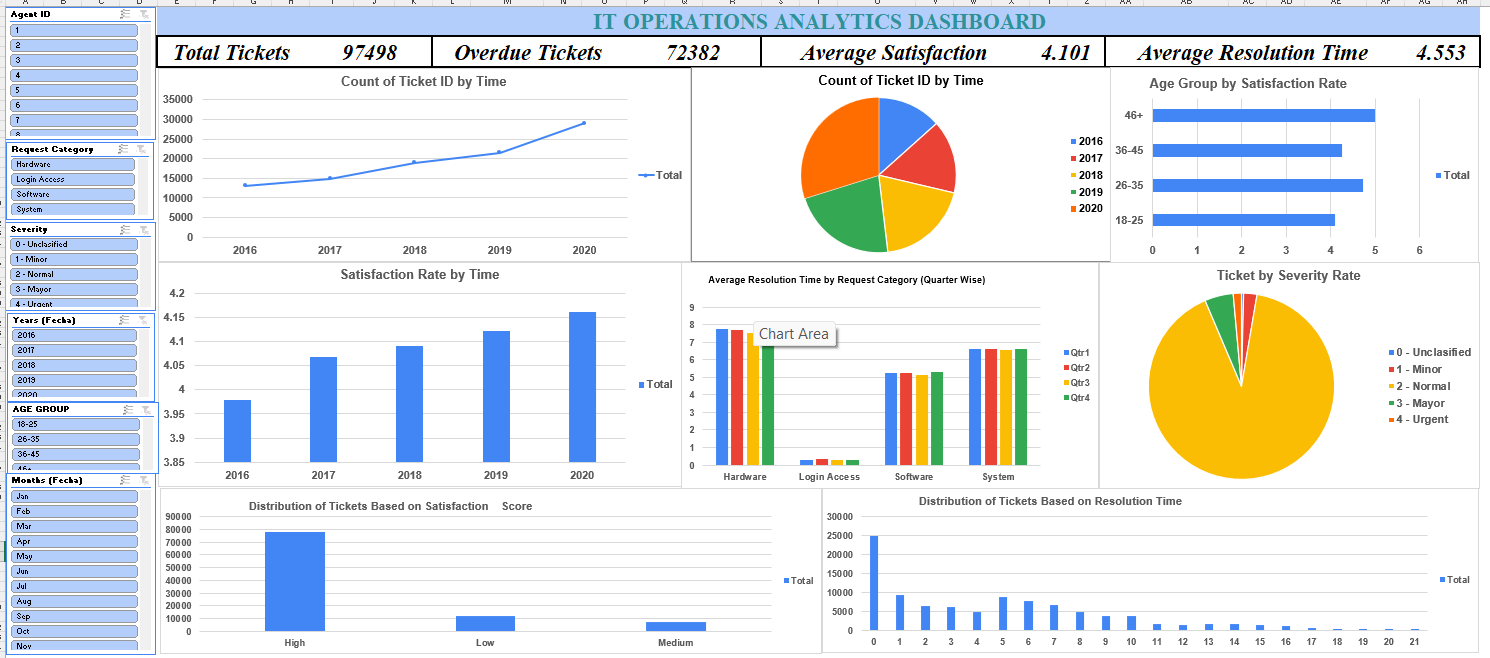 IT OPERATIONS ANALYTICS DASHBOARD
Total Tickets 97498 Overdue Tickets 72382 Average Satisfaction 4.101 Average Resolution Time 4.553
Agent ID
1
2
3
4
5
6
7
8
Request Category
Hardware
Login Access
Software
System
Severity
0 - Unclasified
1 - Minor
2 - Normal
3 - Mayor
4 - Urgent
Years (Fecha)
2016
2017
2018
2019
2020
AGE GROUP
18-25
26-35
36-45
46+
Months (Fecha)
Jan
Feb
Mar
Apr
May
Jun
Jul
Aug
Sep
Oct
Nov
Count of Ticket ID by Time
35000
30000
25000
20000
15000
10000
5000
0
2016 2017 2018 2019 2020
Total
Count of Ticket ID by Time
2016
2017
2018
2019
2020
Age Group by Satisfaction Rate
46+
36-45
26-35
18-25
0 1 2 3 4 5 6
Total
Satisfaction Rate by Time
4.2
4.15
4.1
4.05
4
3.95
3.9
3.85
2016 2017 2018 2019 2020
Total
Average Resolution Time by Request Category (Quarter Wise)
9
8
7
6
5
4
3
2
1
0
Chart Area
Hardware Login Access Software System
Qtr1
Qtr2
Qtr3
Qtr4
Ticket by Severity Rate
0 - Unclasified
1 - Minor
2 - Normal
3 - Mayor
4 - Urgent
Distribution of Tickets Based on Satisfaction Score
90000
80000
70000
60000
50000
40000
30000
20000
10000
0
High Low Medium
Total
Distribution of Tickets Based on Resolution Time
30000
25000
20000
15000
10000
5000
0
0 1 2 3 4 5 6 7 8 9 10 11 12 13 14 15 16 17 18 19 20 21
Total